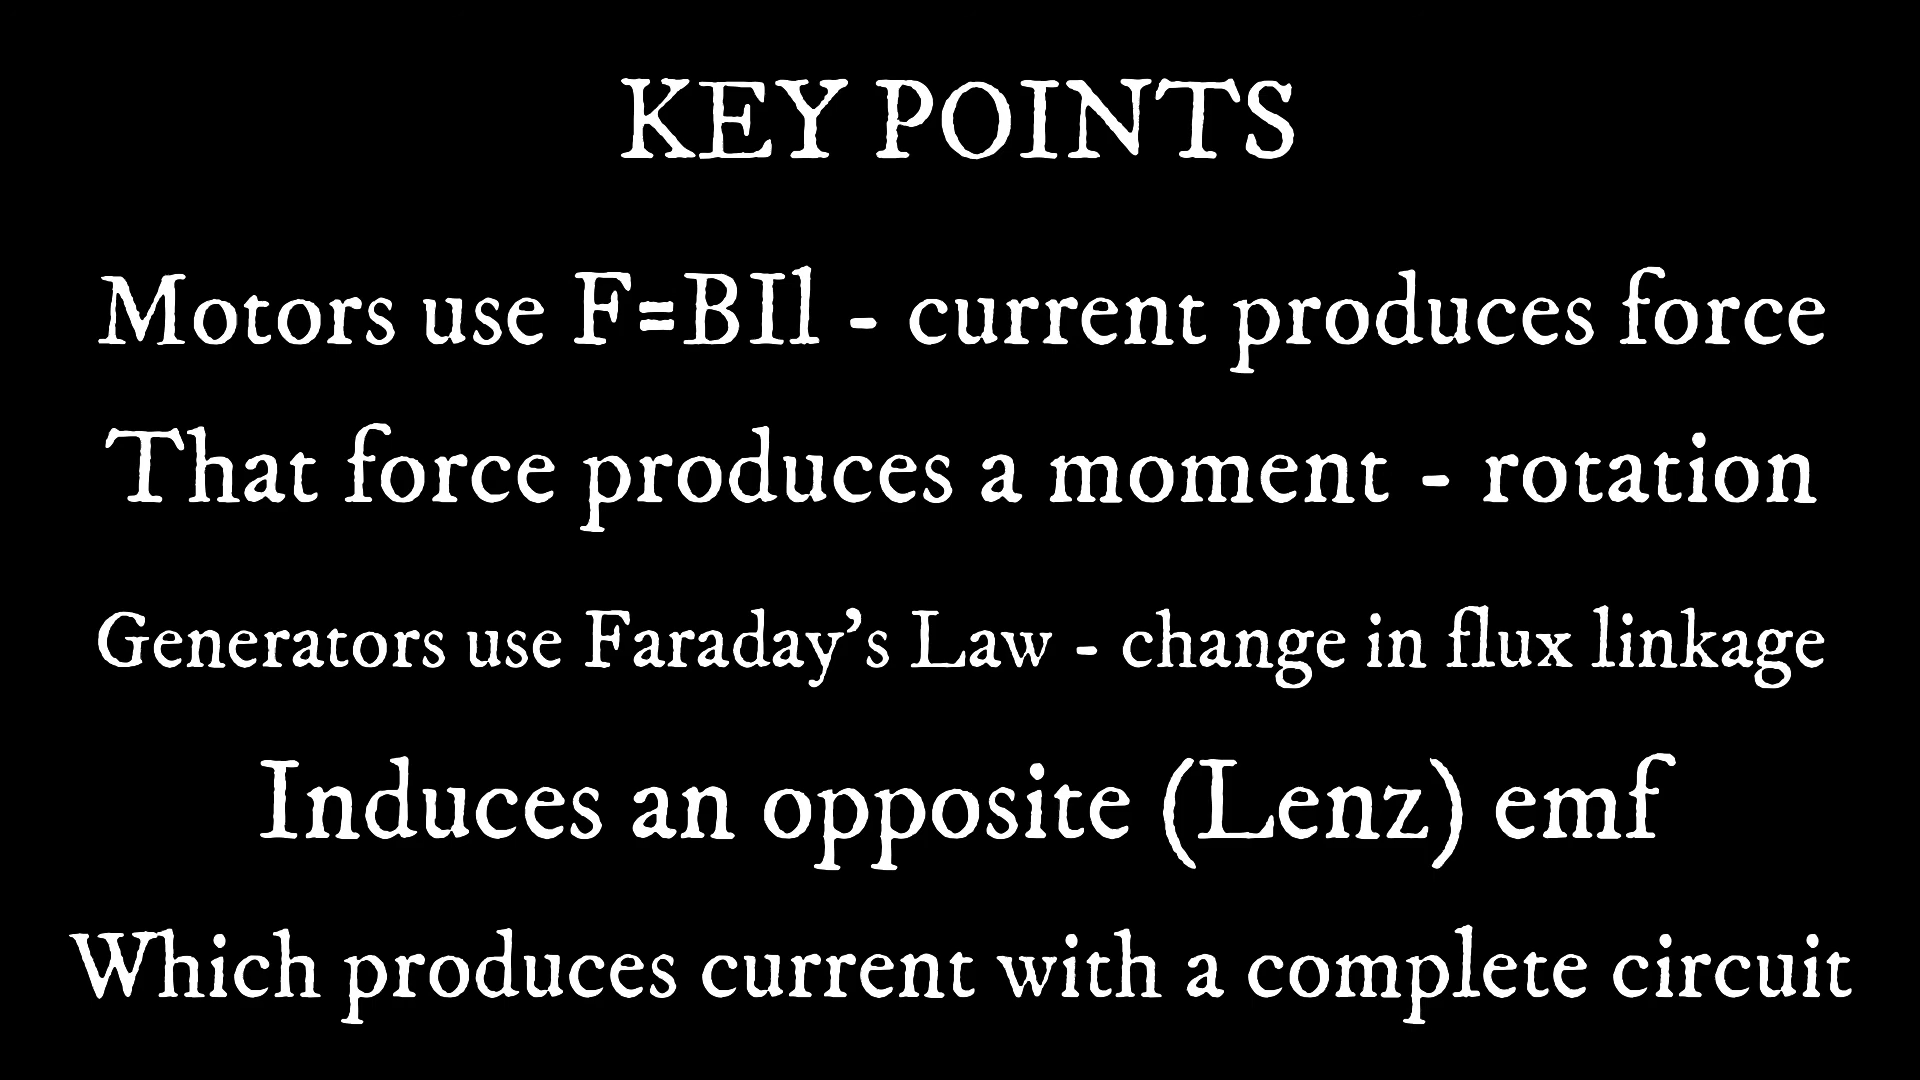 KEY POINTS
Motors use F=BIl - current produces force
That force produces a moment - rotation
Generators use Faraday's Law - change in flux linkage
Induces an opposite (Lenz) emf
Which produces current with a complete circuit